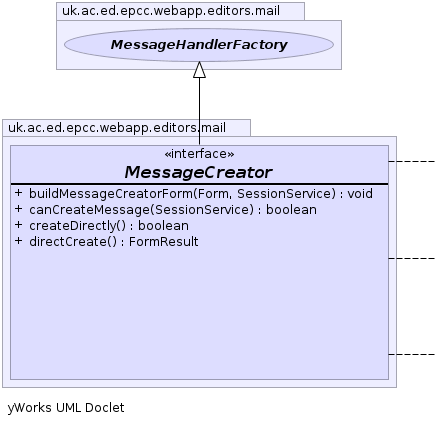 uk.ac.ed.epcc.webapp.editors.mail
MessageHandlerFactory
uk.ac.ed.epcc.webapp.editors.mail
«interface»
MessageCreator
+ buildMessageCreatorForm(Form, SessionService) : void
+ canCreateMessage(SessionService) : boolean
+ createDirectly() : boolean
+ directCreate() : FormResult
yWorks UML Doclet